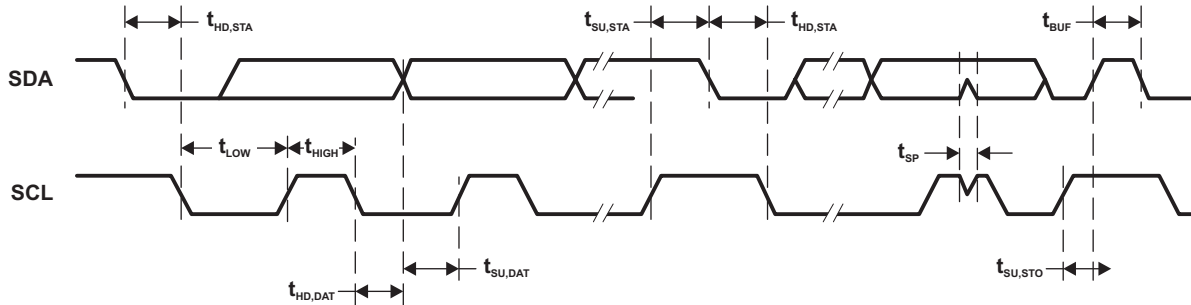 tHD,STA
tSU,STA
tHD,STA
tBUF
SDA
tLOW
tHIGH
tSP
SCL
tSU,DAT
tSU,STO
tHD,DAT